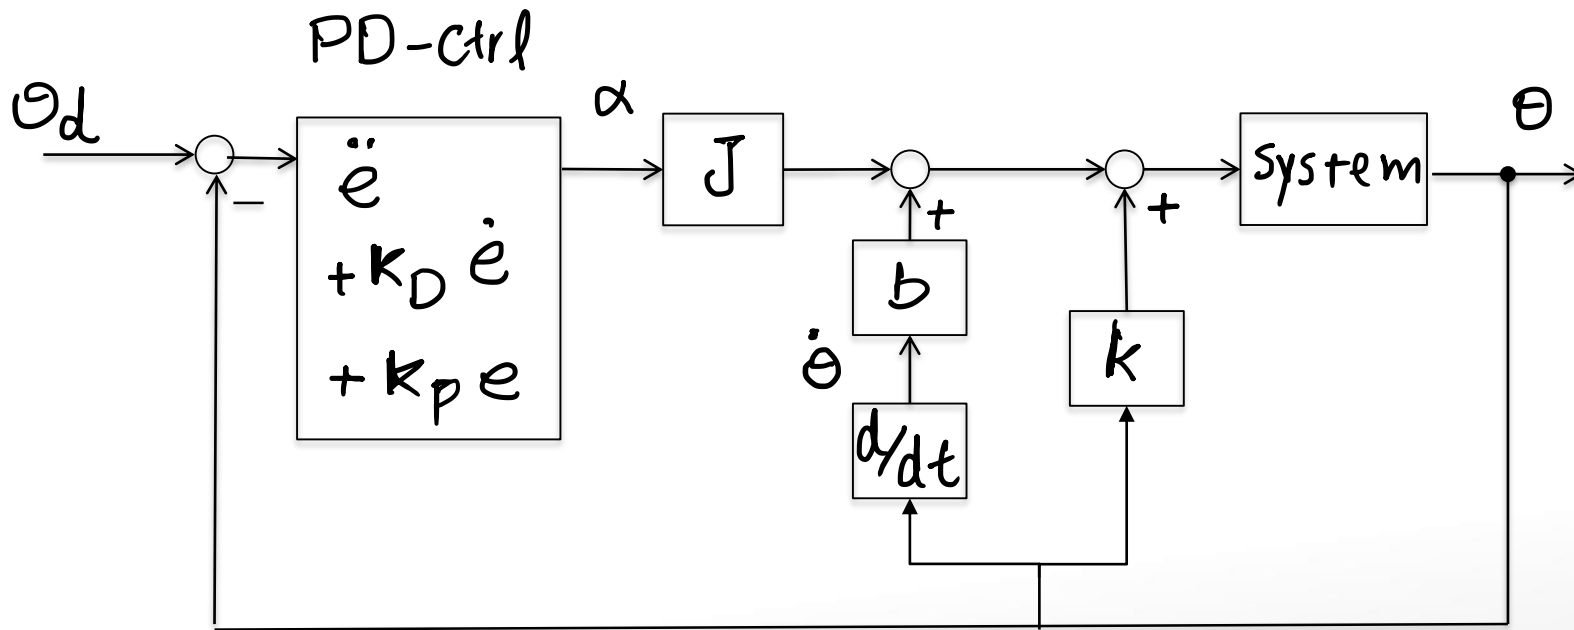 PD-ctrl
θd
ë
+ KD ė
+ Kp e
α
J
+
b
θ̇
d/dt
+
k
system
θ
−